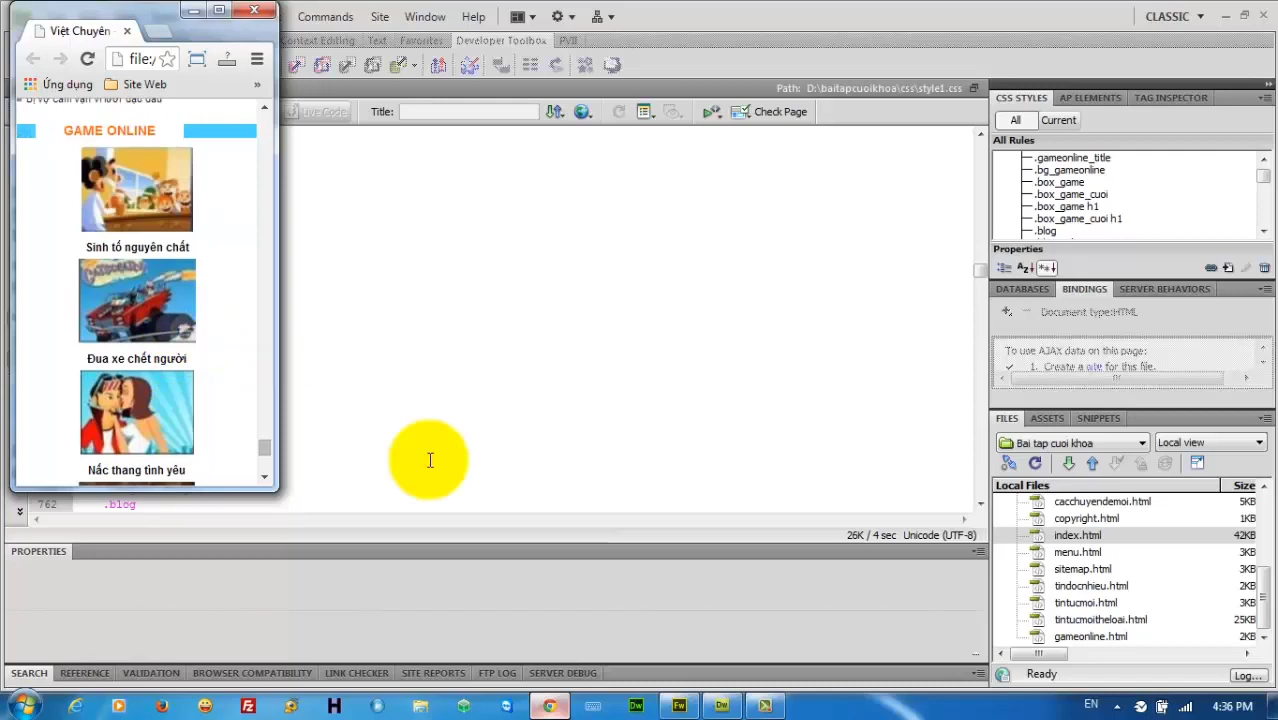 Việt Chuyên
Commands Site Window Help CLASSIC
Context Editing Text Favorites Developer Toolbox PVII
file:/
Ứng dụng Site Web »
Path: D:\baitapcuoikhoa\css\style1.css
Live Code Title: Check Page
CSS STYLES AP ELEMENTS TAG INSPECTOR
All Current
All Rules
.gameonline_title
.bg_gameonline
.box_game
.box_game_cuoi
.box_game h1
.box_game_cuoi h1
.blog
Properties
DATABASES BINDINGS SERVER BEHAVIORS
Document type:HTML
To use AJAX data on this page:
1. Create a site for this file.
FILES ASSETS SNIPPETS
Bai tap cuoi khoa Local view
Local Files Size
cacchuyendemoi.html 5KB
copyright.html 1KB
index.html 42KB
menu.html 3KB
sitemap.html 3KB
tindocnhieu.html 2KB
tintucmoi.html 3KB
tintucmoitheloai.html 25KB
gameonline.html 2KB
Ready Log...
GAME ONLINE
Sinh tố nguyên chất
Đua xe chết người
Nấc thang tình yêu
762 .blog
26K / 4 sec Unicode (UTF-8)
PROPERTIES
SEARCH REFERENCE VALIDATION BROWSER COMPATIBILITY LINK CHECKER SITE REPORTS FTP LOG SERVER DEBUG
EN 4:36 PM